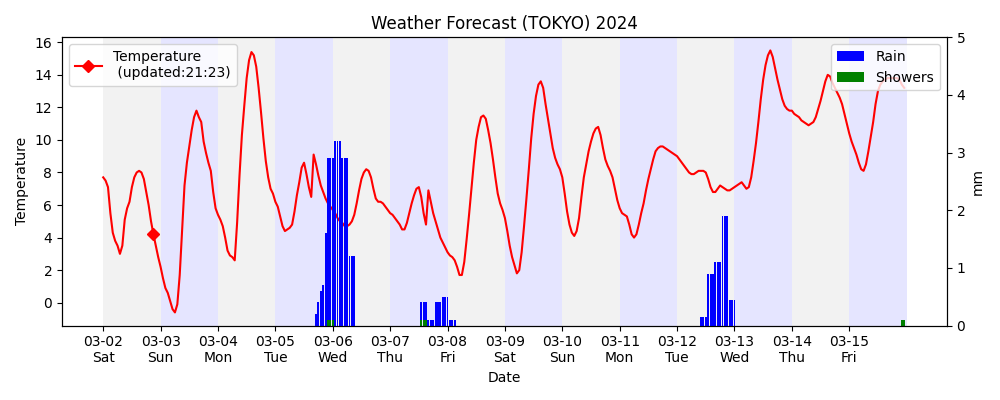 Weather Forecast (TOKYO) 2024
Temperature
(updated:21:23)
Rain
Showers
Temperature
16
14
12
10
8
6
4
2
0
5
4
3
2
1
0
mm
03-02 03-03 03-04 03-05 03-06 03-07 03-08 03-09 03-10 03-11 03-12 03-13 03-14 03-15
Sat Sun Mon Tue Wed Thu Fri Sat Sun Mon Tue Wed Thu Fri
Date